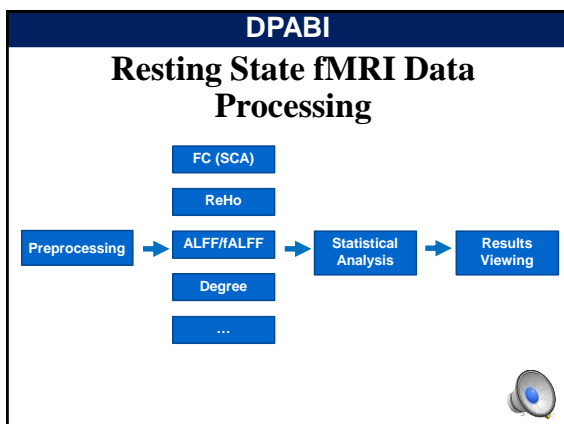 DPABI
Resting State fMRI Data
Processing
FC (SCA)
ReHo
Preprocessing
ALFF/fALFF
Statistical
Analysis
Results
Viewing
Degree
...